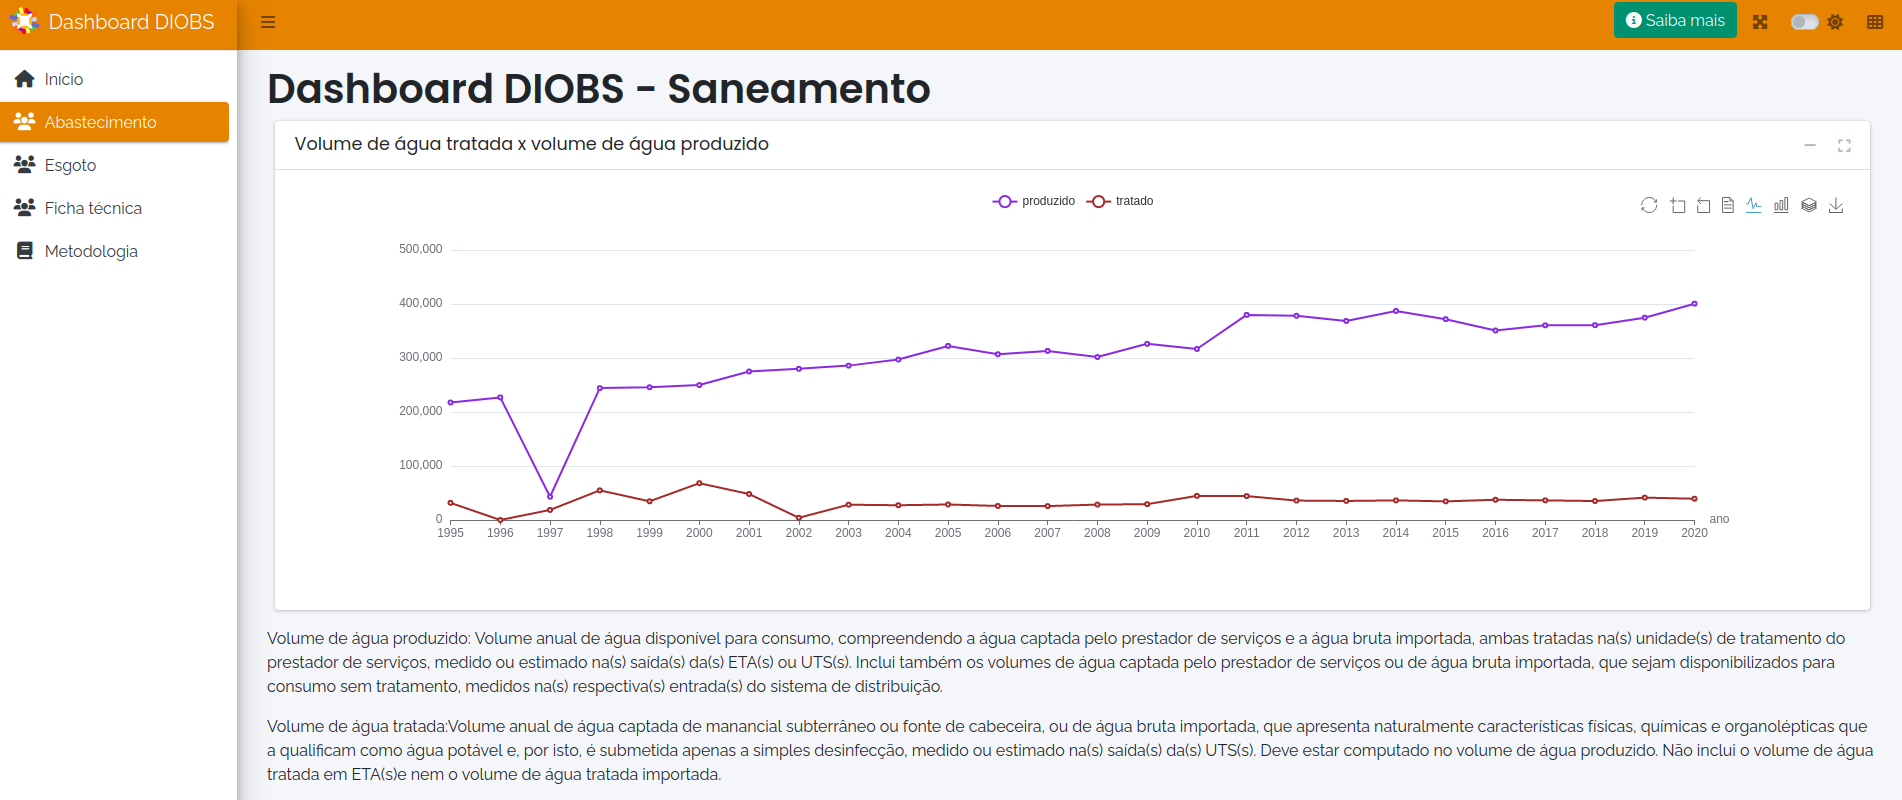 Dashboard DIOBS
Saiba mais
Início
Abastecimento
Esgoto
Ficha técnica
Metodologia
Dashboard DIOBS - Saneamento
Volume de água tratada x volume de água produzido
produzido tratado
500,000
400,000
300,000
200,000
100,000
0
ano
1995 1996 1997 1998 1999 2000 2001 2002 2003 2004 2005 2006 2007 2008 2009 2010 2011 2012 2013 2014 2015 2016 2017 2018 2019 2020
Volume de água produzido: Volume anual de água disponível para consumo, compreendendo a água captada pelo prestador de serviços e a água bruta importada, ambas tratadas na(s) unidade(s) de tratamento do
prestador de serviços, medido ou estimado na(s) saída(s) da(s) ETA(s) ou UTS(s). Inclui também os volumes de água captada pelo prestador de serviços ou de água bruta importada, que sejam disponibilizados para
consumo sem tratamento, medidos na(s) respectiva(s) entrada(s) do sistema de distribuição.
Volume de água tratada:Volume anual de água captada de manancial subterrâneo ou fonte de cabeceira, ou de água bruta importada, que apresenta naturalmente características físicas, químicas e organolépticas que
a qualificam como água potável e, por isto, é submetida apenas a simples desinfecção, medido ou estimado na(s) saída(s) da(s) UTS(s). Deve estar computado no volume de água produzido. Não inclui o volume de água
tratada em ETA(s)e nem o volume de água tratada importada.